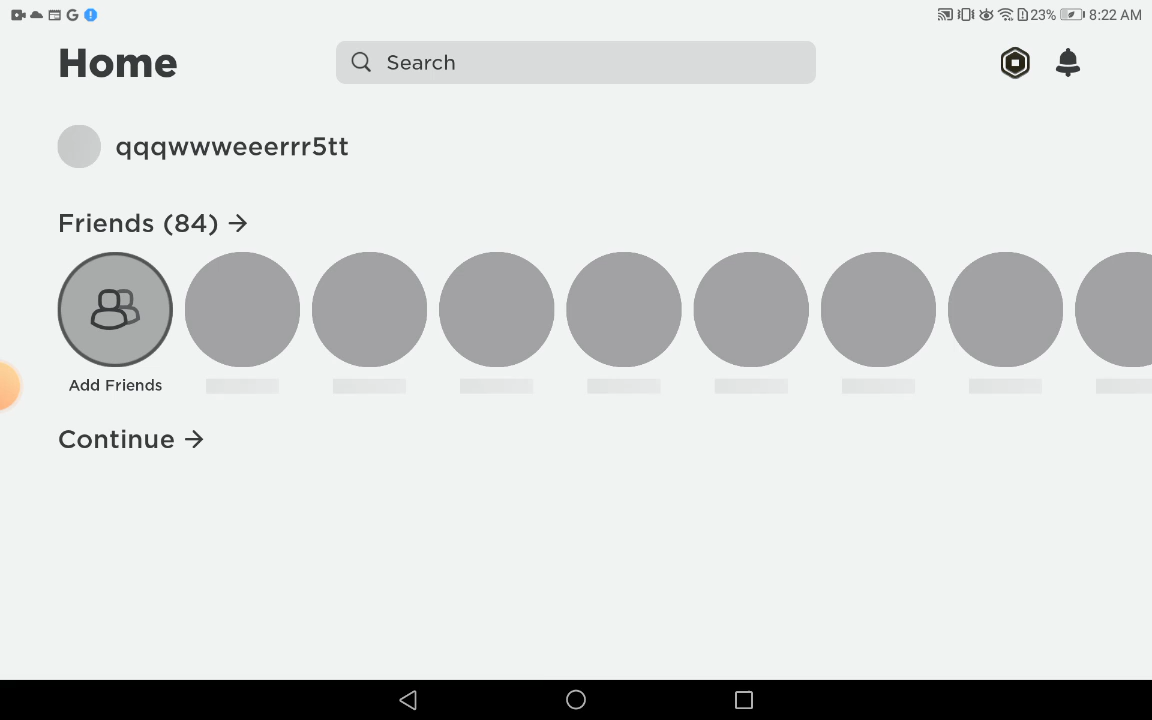 23% 8:22 AM
Home
Search
qqqwwweeerrr5tt
Friends (84) →
Add Friends
Continue →